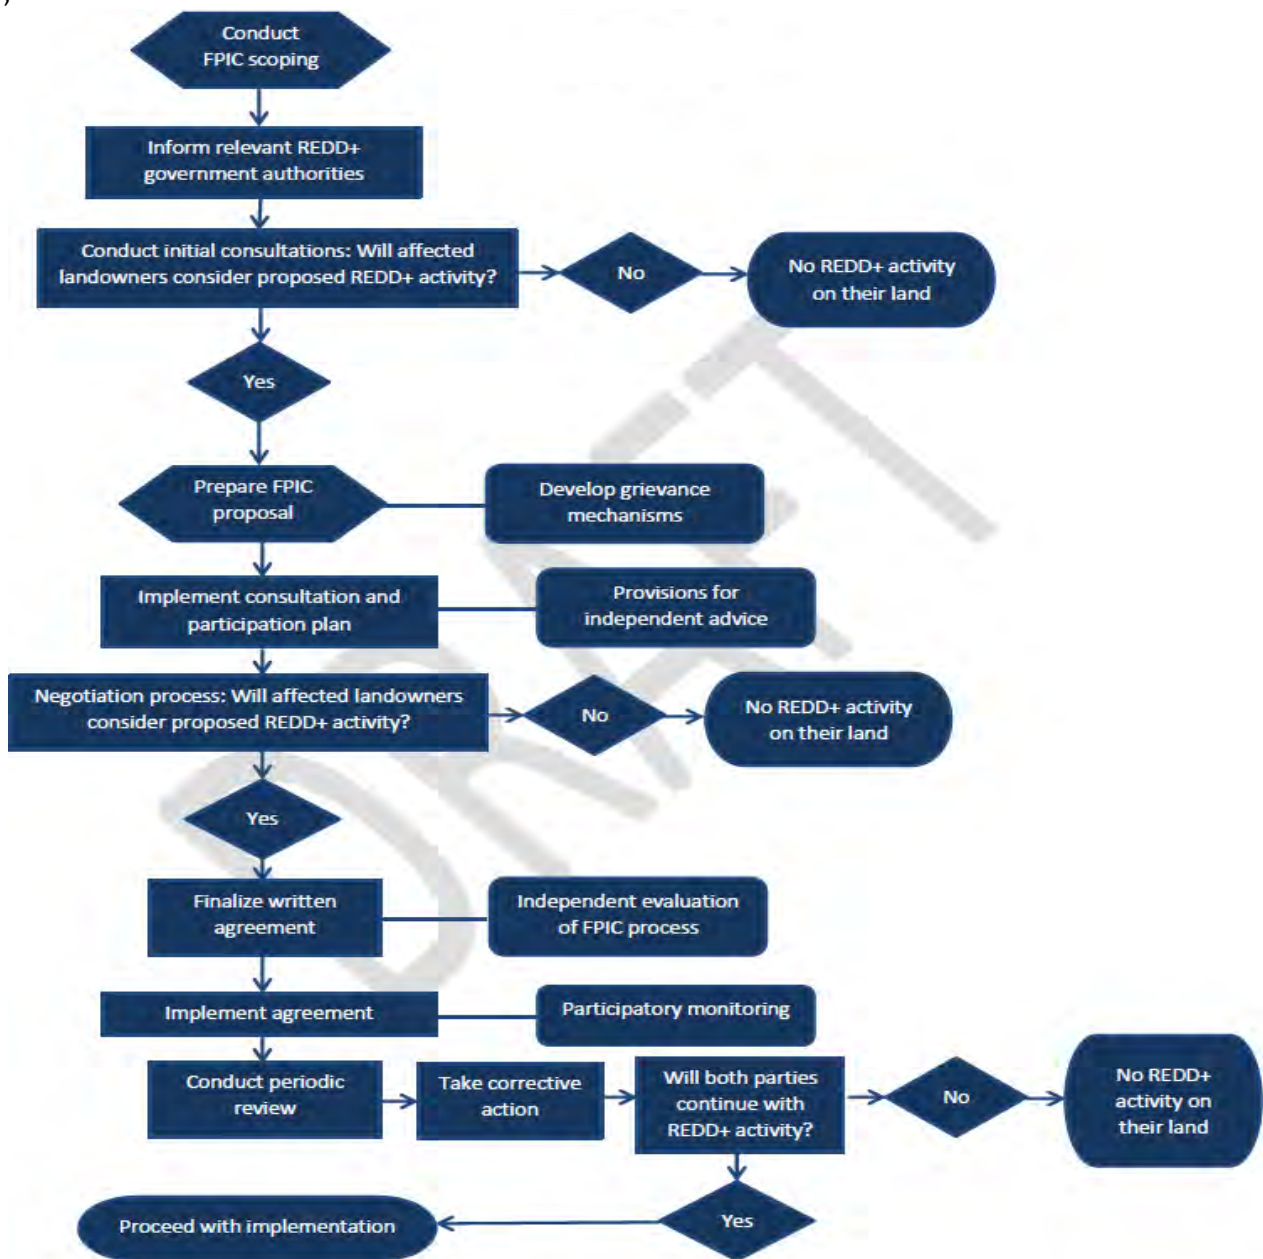 )
Conduct
FPIC scoping
Inform relevant REDD+
government authorities
Conduct initial consultations: Will affected
landowners consider proposed REDD+ activity?
No
No REDD+ activity
on their land
Yes
Prepare FPIC
proposal
Develop grievance
mechanisms
Implement consultation and
participation plan
Provisions for
independent advice
Negotiation process: Will affected landowners
consider proposed REDD+ activity?
No
No REDD+ activity
on their land
Yes
Finalize written
agreement
Independent evaluation
of FPIC process
Implement agreement
Participatory monitoring
Conduct periodic
review
Take corrective
action
Will both parties
continue with
REDD+ activity?
No
No REDD+
activity on
their land
Yes
Proceed with implementation
DRAFT